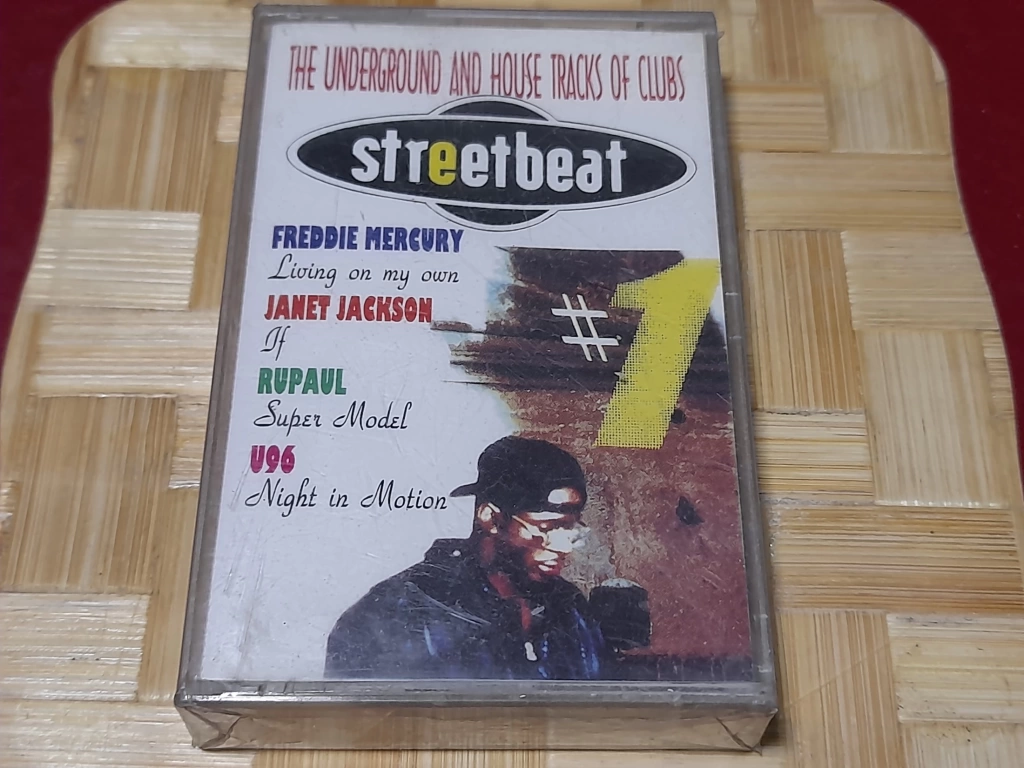 THE UNDERGROUND AND HOUSE TRACKS OF CLUBS
streetbeat
FREDDIE MERCURY
Living on my own
JANET JACKSON
If
RUPAUL
Super Model
U96
Night in Motion
#1